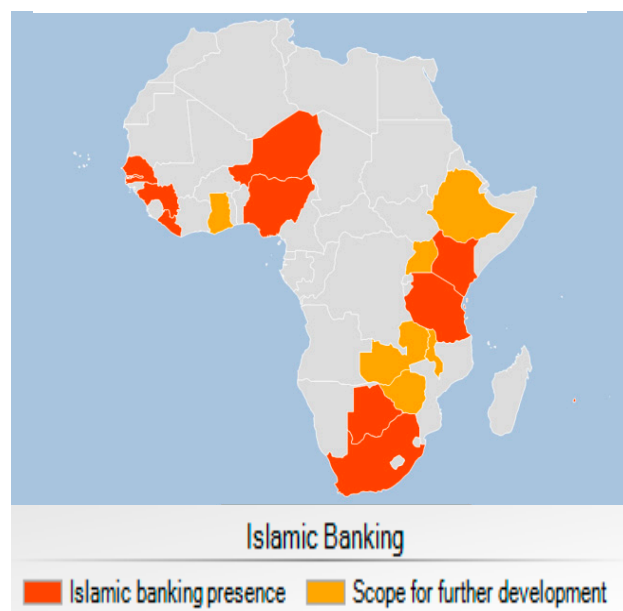 Islamic Banking
Islamic banking presence
Scope for further development